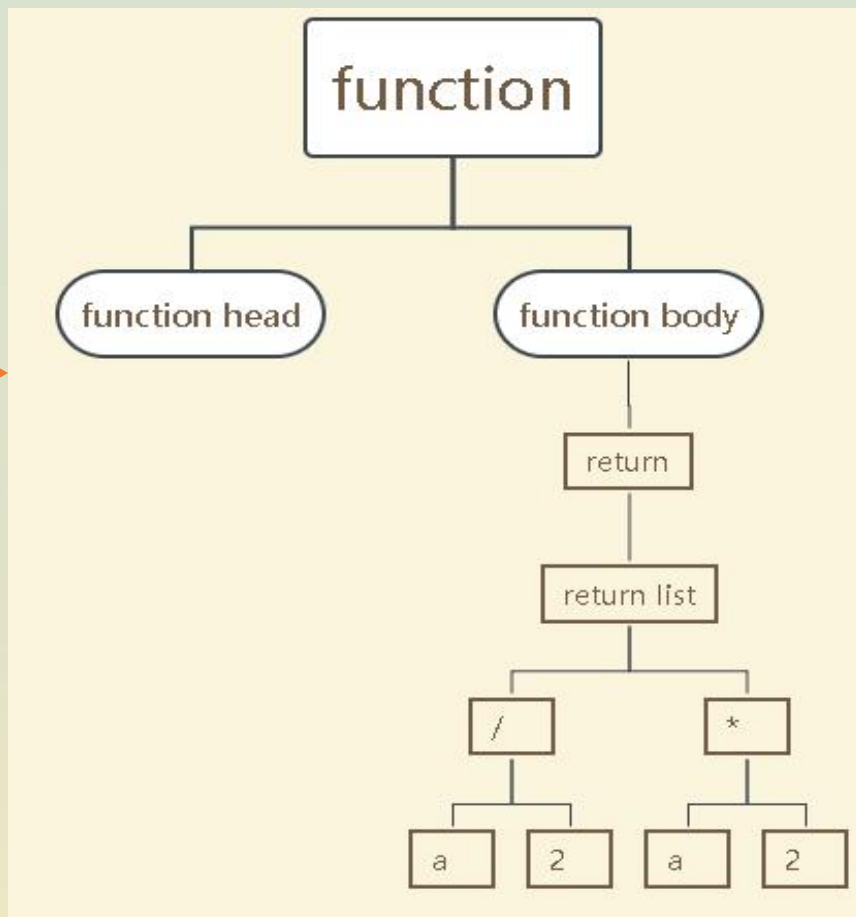 function
function head
function body
return
return list
/
*
a
2
a
2